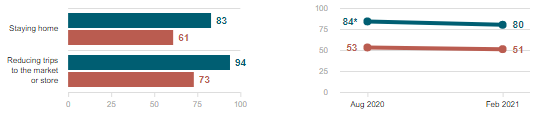 Staying home
83
61
Reducing trips
to the market
or store
94
73
0 25 50 75 100
100
75
50
25
0
84* 80
53 51
Aug 2020 Feb 2021